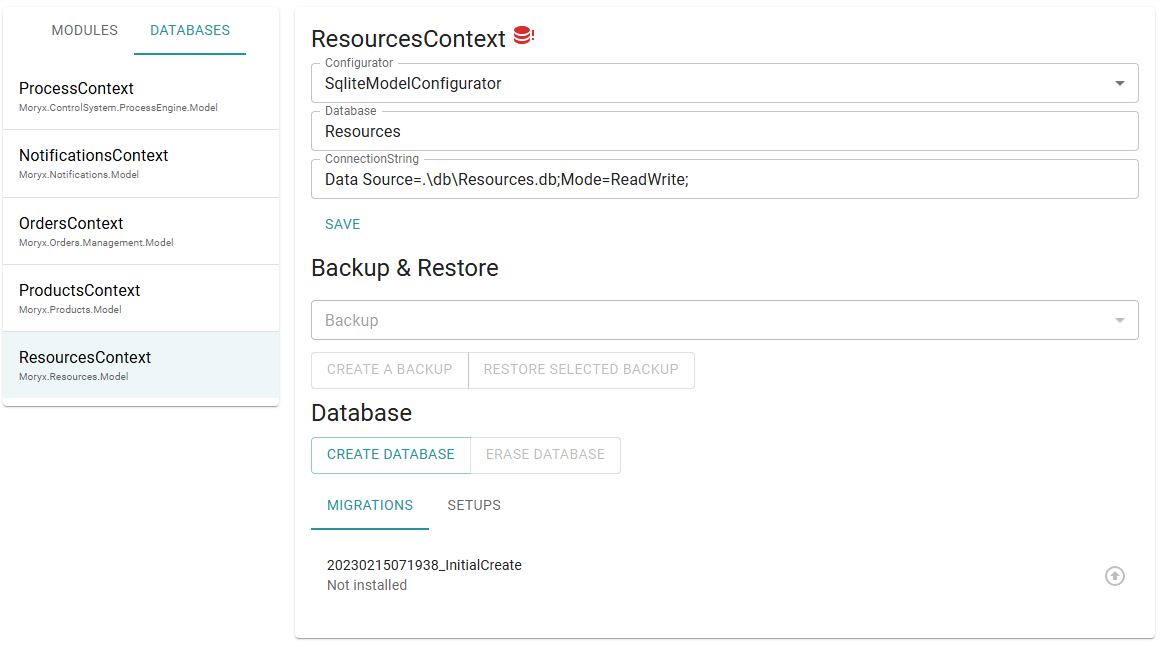 MODULES DATABASES
ProcessContext
Moryx.ControlSystem.ProcessEngine.Model
NotificationsContext
Moryx.Notifications.Model
OrdersContext
Moryx.Orders.Management.Model
ProductsContext
Moryx.Products.Model
ResourcesContext
Moryx.Resources.Model
ResourcesContext
Configurator
SqliteModelConfigurator
Database
Resources
ConnectionString
Data Source=.\db\Resources.db;Mode=ReadWrite;
SAVE
Backup & Restore
Backup
CREATE A BACKUP RESTORE SELECTED BACKUP
Database
CREATE DATABASE ERASE DATABASE
MIGRATIONS SETUPS
20230215071938_InitialCreate
Not installed